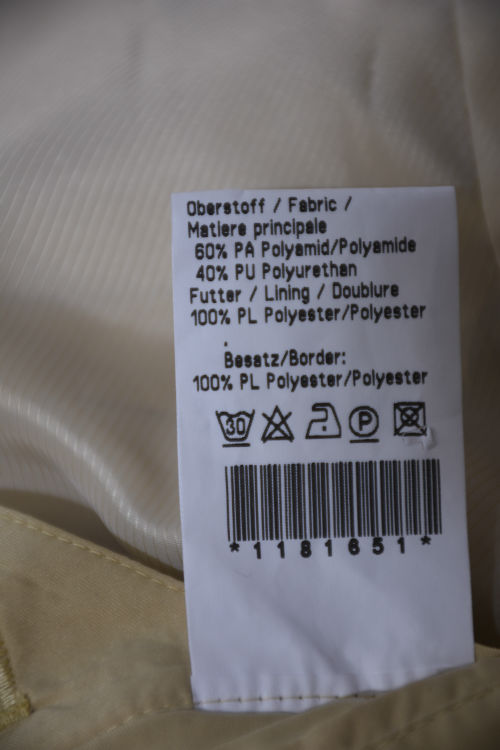 Oberstoff / Fabric /
Matiere principale
60% PA Polyamid/Polyamide
40% PU Polyurethan
Futter / Lining / Doublure
100% PL Polyester/Polyester
.
Besatz/Border:
100% PL Polyester/Polyester
30 P
*1181651*